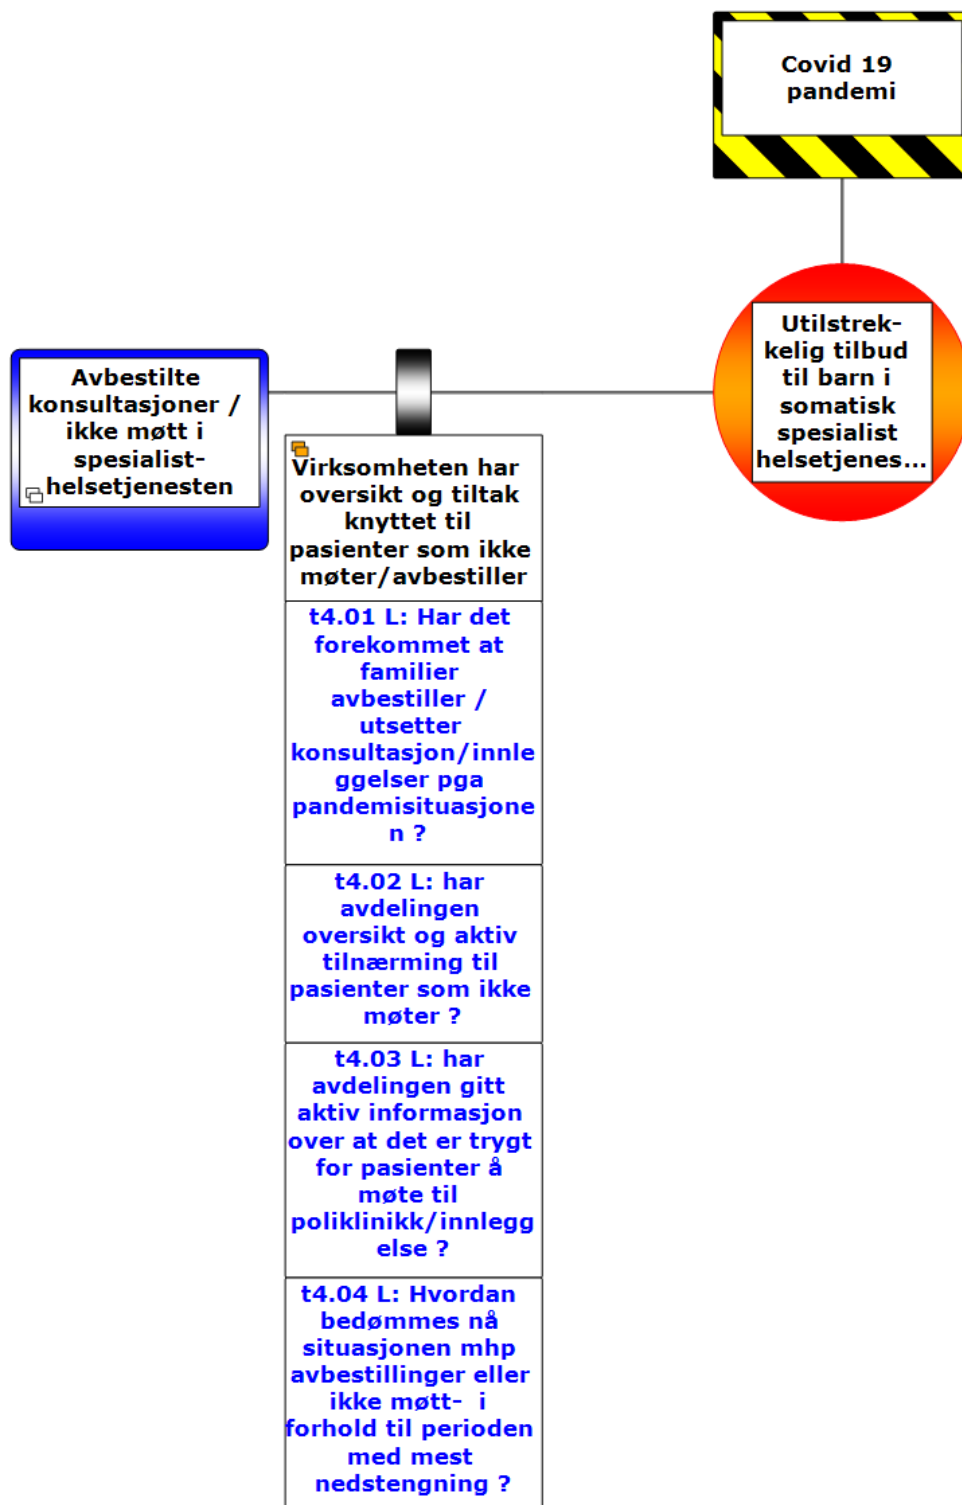 Covid 19
pandemi
Utilstrek-
kelig tilbud
til barn i
somatisk
spesialist
helsetjenes...
Avbestilte
konsultasjoner /
ikke møtt i
spesialist-
helsetjenesten
Virksomheten har
oversikt og tiltak
knyttet til
pasienter som ikke
møter/avbestiller
t4.01 L: Har det
forekommet at
familier
avbestiller /
utsetter
konsultasjon/innle
ggelser pga
pandemisituasjone
n ?
t4.02 L: har
avdelingen
oversikt og aktiv
tilnærming til
pasienter som ikke
møter ?
t4.03 L: har
avdelingen gitt
aktiv informasjon
over at det er trygt
for pasienter å
møte til
poliklinikk/innlegg
else ?
t4.04 L: Hvordan
bedømmes nå
situasjonen mhp
avbestillinger eller
ikke møtt-  i
forhold til perioden
med mest
nedstengning ?